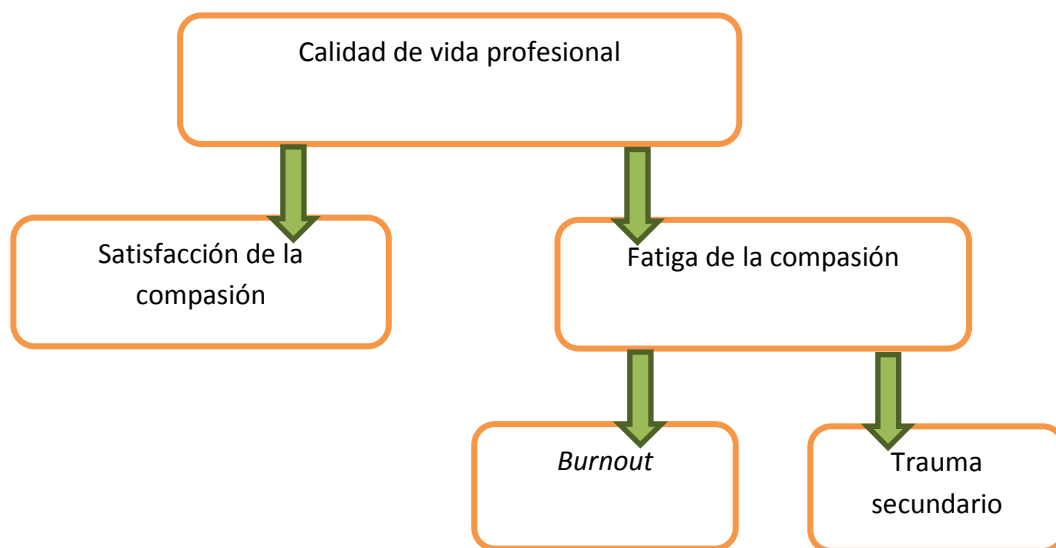 Calidad de vida profesional
Satisfacción de la
compasión
Fatiga de la compasión
Burnout
Trauma
secundario